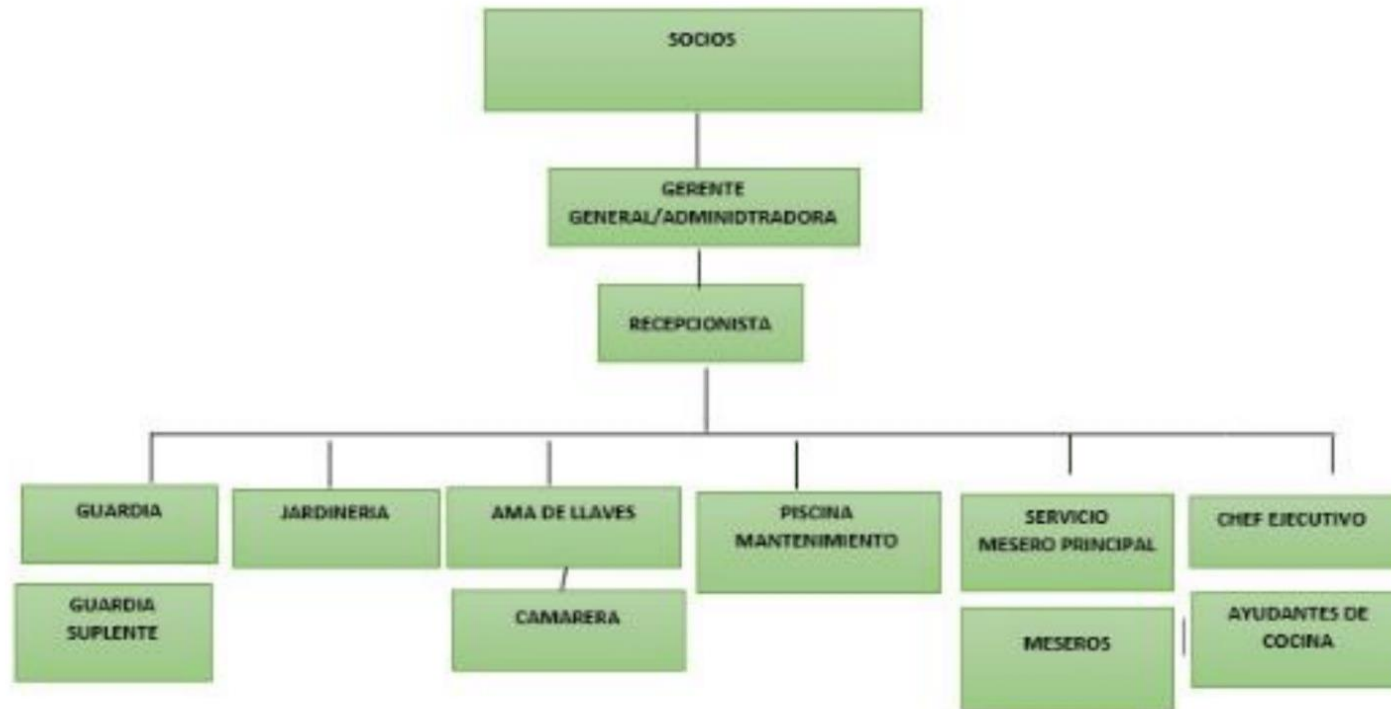 SOCIOS
GERENTE
GENERAL/ADMINIDTRADORA
RECEPCIONISTA
GUARDIA
JARDINERIA
AMA DE LLAVES
PISCINA
MANTENIMIENTO
SERVICIO
MESERO PRINCIPAL
CHEF EJECUTIVO
GUARDIA
SUPLENTE
CAMARERA
MESEROS
AYUDANTES DE
COCINA